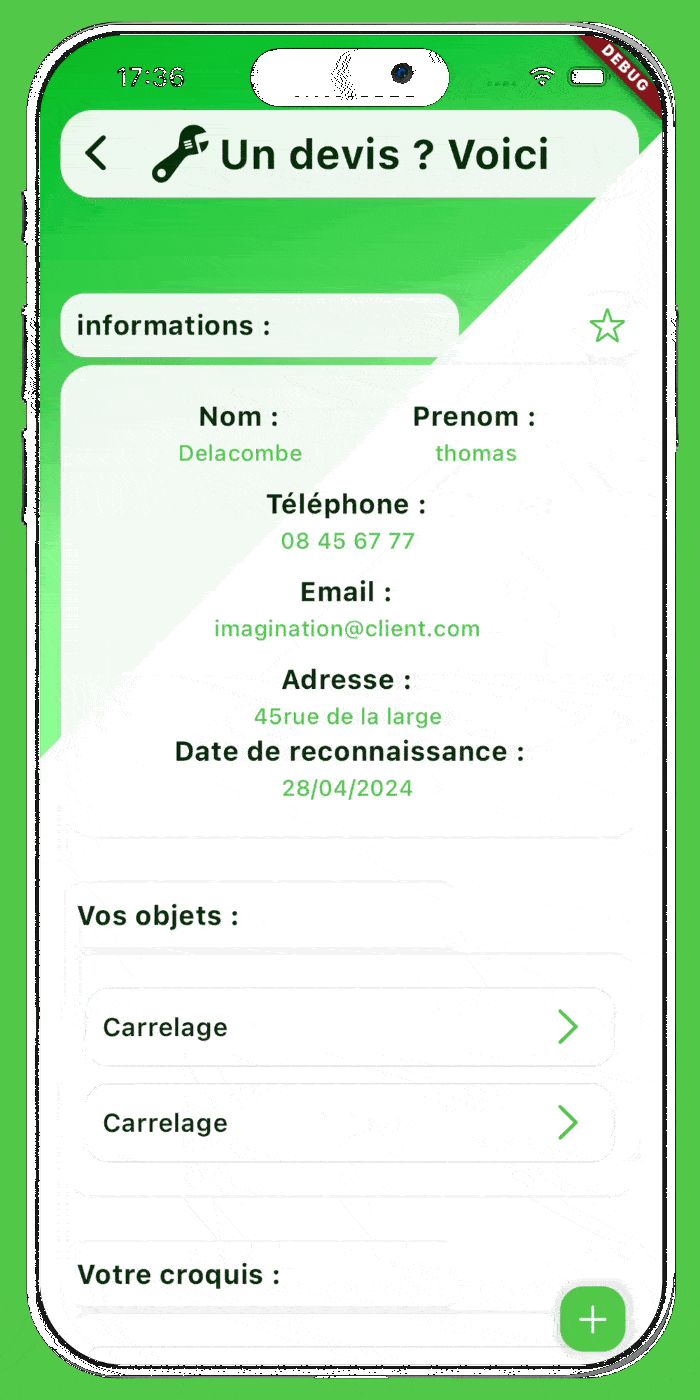 17:36
DEBUG
Un devis ? Voici
informations :
Nom : Prenom :
Delacombe thomas
Téléphone :
08 45 67 77
Email :
imagination@client.com
Adresse :
45rue de la large
Date de reconnaissance :
28/04/2024
Vos objets :
Carrelage
Carrelage
Votre croquis :